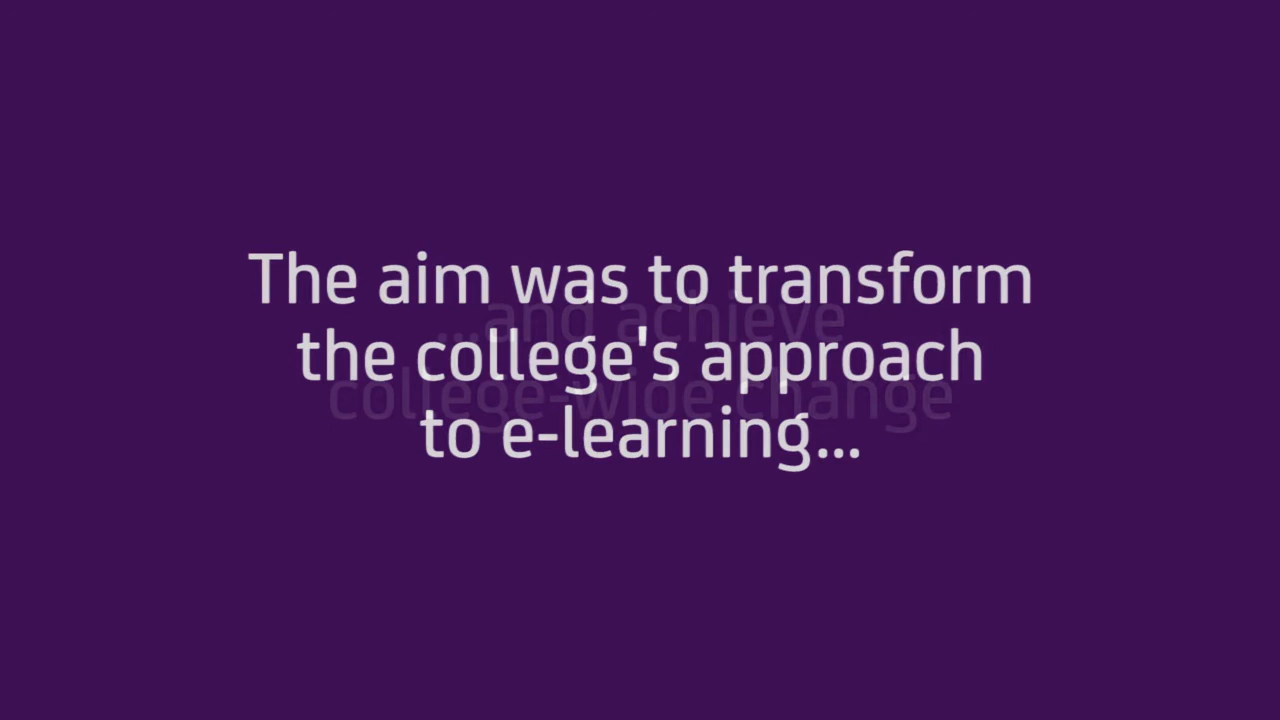 The aim was to transform
the college's approach
to e-learning...
...and achieve
college-wide change